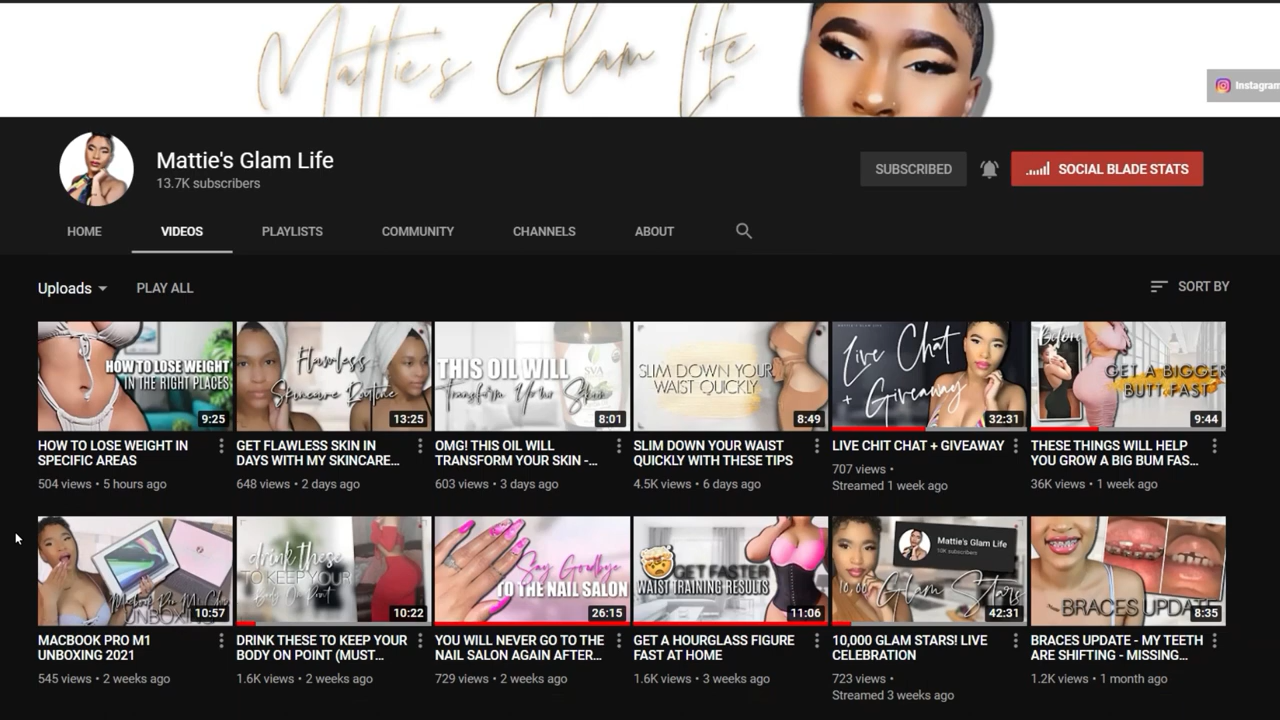 Mattie's Glam Life
Instagram
Mattie's Glam Life
13.7K subscribers
SUBSCRIBED
SOCIAL BLADE STATS
HOME
VIDEOS
PLAYLISTS
COMMUNITY
CHANNELS
ABOUT
Uploads
PLAY ALL
SORT BY
HOW TO LOSE WEIGHT
IN THE RIGHT PLACES
9:25
Flawless
Skincare Routine
13:25
THIS OIL WILL
Transform Your Skin
SVA
8:01
SLIM DOWN YOUR
WAIST QUICKLY
8:49
Live Chat
+ Giveaway
32:31
Before
GET A BIGGER
BUTT FAST
9:44
HOW TO LOSE WEIGHT IN
SPECIFIC AREAS
504 views • 5 hours ago
GET FLAWLESS SKIN IN
DAYS WITH MY SKINCARE...
648 views • 2 days ago
OMG! THIS OIL WILL
TRANSFORM YOUR SKIN -...
603 views • 3 days ago
SLIM DOWN YOUR WAIST
QUICKLY WITH THESE TIPS
4.5K views • 6 days ago
LIVE CHIT CHAT + GIVEAWAY
707 views •
Streamed 1 week ago
THESE THINGS WILL HELP
YOU GROW A BIG BUM FAS...
36K views • 1 week ago
UNBOXING
10:57
drink these
TO KEEP YOUR
Body On Point
10:22
Say Goodbye
TO THE NAIL SALON
26:15
GET FASTER
WAIST TRAINING RESULTS
11:06
Mattie's Glam Life
10K subscribers
10,000 Glam Stars
42:31
BRACES UPDATE
8:35
MACBOOK PRO M1
UNBOXING 2021
545 views • 2 weeks ago
DRINK THESE TO KEEP YOUR
BODY ON POINT (MUST...
1.6K views • 2 weeks ago
YOU WILL NEVER GO TO THE
NAIL SALON AGAIN AFTER...
729 views • 2 weeks ago
GET A HOURGLASS FIGURE
FAST AT HOME
1.6K views • 3 weeks ago
10,000 GLAM STARS! LIVE
CELEBRATION
723 views •
Streamed 3 weeks ago
BRACES UPDATE - MY TEETH
ARE SHIFTING - MISSING...
1.2K views • 1 month ago